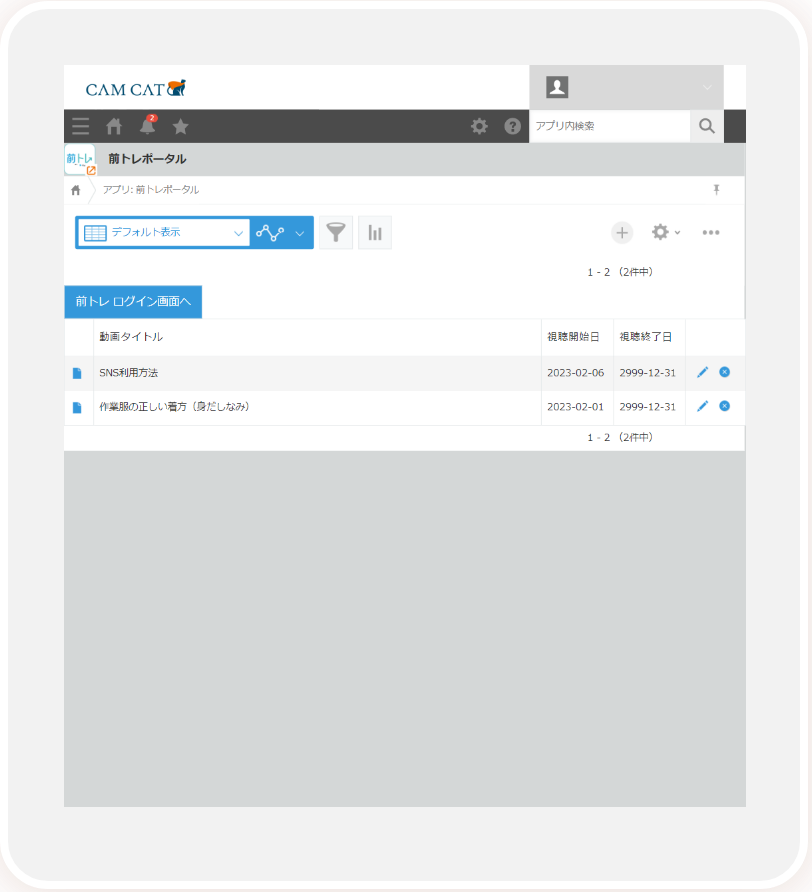 CAM CAT
2
アプリ内検索
前トレ
前トレポータル
アプリ: 前トレポータル
デフォルト表示
1 - 2 （2件中）
前トレ ログイン画面へ
動画タイトル 視聴開始日 視聴終了日
SNS利用方法 2023-02-06 2999-12-31
作業服の正しい着方（身だしなみ） 2023-02-01 2999-12-31
1 - 2 （2件中）